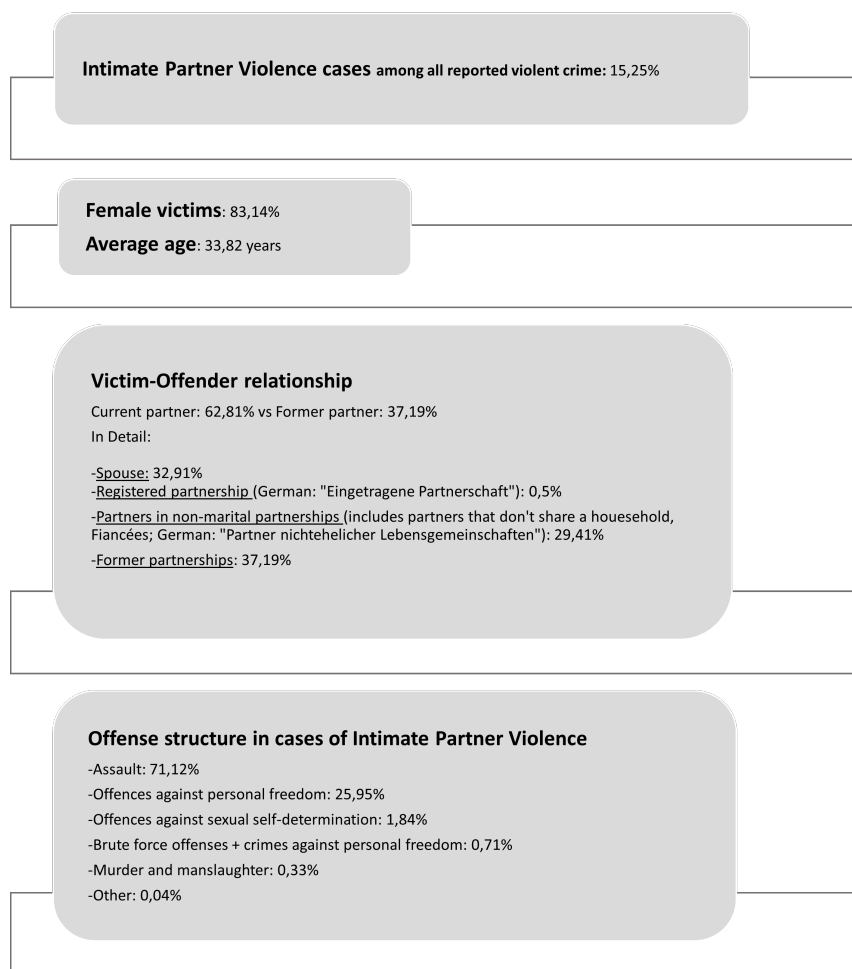 Intimate Partner Violence cases among all reported violent crime: 15,25%
Female victims: 83,14%
Average age: 33,82 years
Victim-Offender relationship
Current partner: 62,81% vs Former partner: 37,19%
In Detail:
-Spouse: 32,91%
-Registered partnership (German: "Eingetragene Partnerschaft"): 0,5%
-Partners in non-marital partnerships (includes partners that don't share a houesehold,
Fiancées; German: "Partner nichtehelicher Lebensgemeinschaften"): 29,41%
-Former partnerships: 37,19%
Offense structure in cases of Intimate Partner Violence
-Assault: 71,12%
-Offences against personal freedom: 25,95%
-Offences against sexual self-determination: 1,84%
-Brute force offenses + crimes against personal freedom: 0,71%
-Murder and manslaughter: 0,33%
-Other: 0,04%